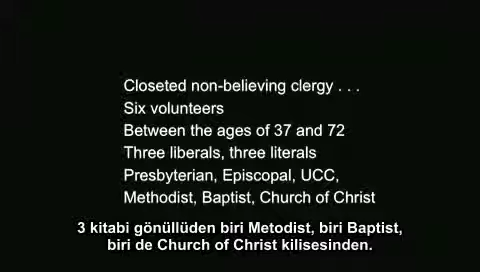 Closeted non-believing clergy . . .
Six volunteers
Between the ages of 37 and 72
Three liberals, three literals
Presbyterian, Episcopal, UCC,
Methodist, Baptist, Church of Christ
3 kitabi gönüllüden biri Metodist, biri Baptist,
biri de Church of Christ kilisesinden.